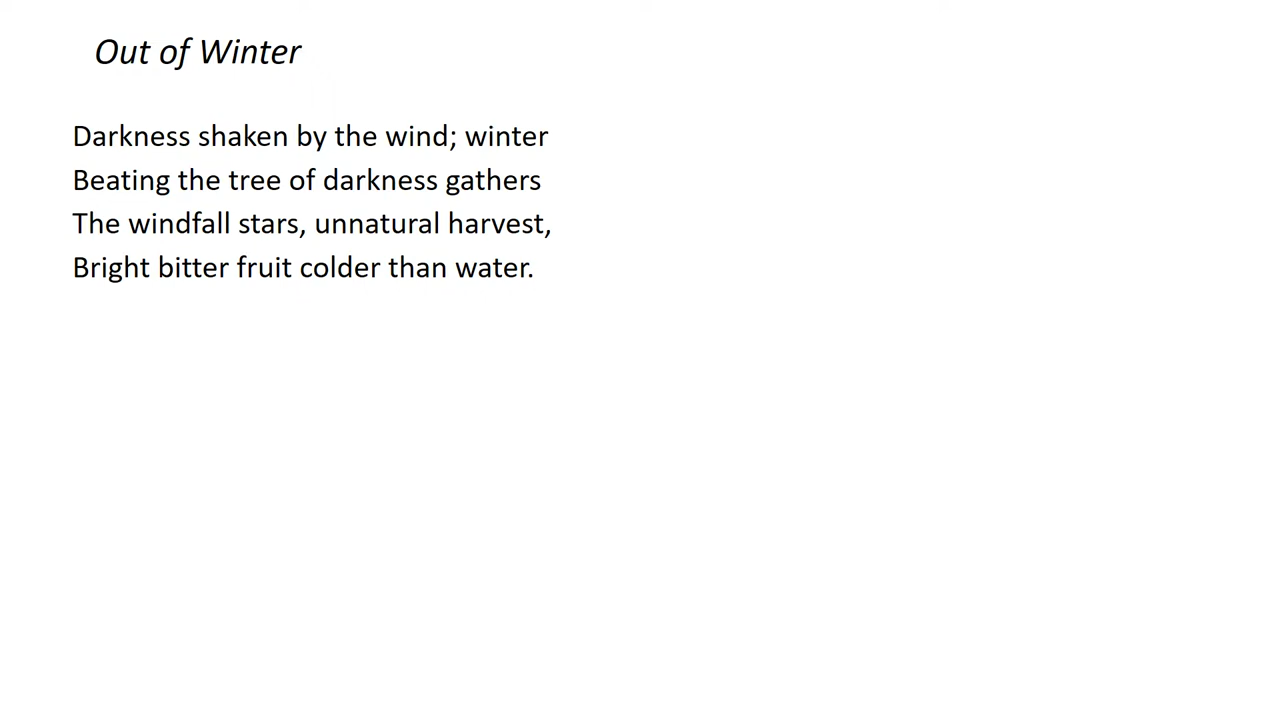 Out of Winter
Darkness shaken by the wind; winter
Beating the tree of darkness gathers
The windfall stars, unnatural harvest,
Bright bitter fruit colder than water.